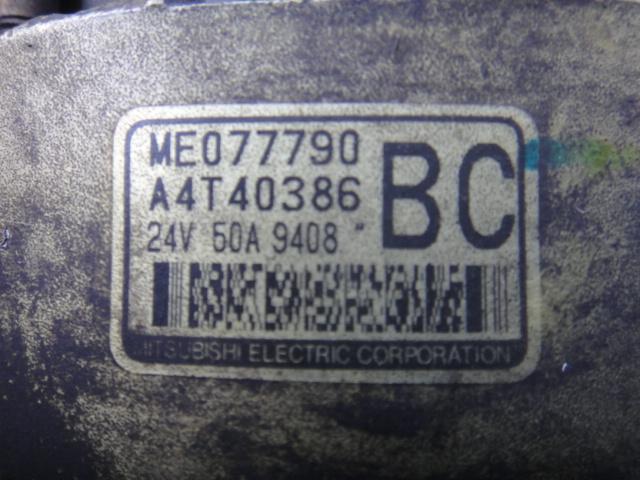 ME077790
A4T40386
BC
24V 50A 9408 "
MITSUBISHI ELECTRIC CORPORATION